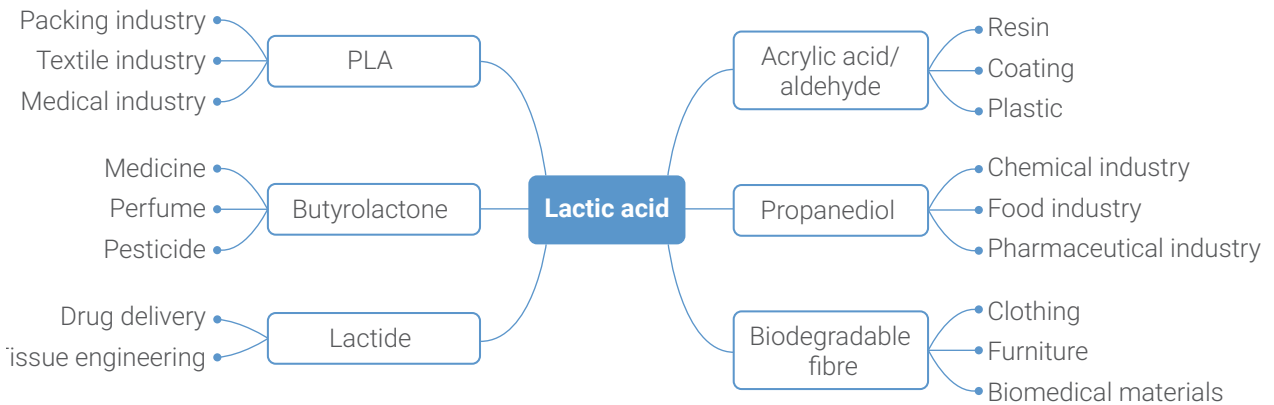 Packing industry
Textile industry
Medical industry
PLA
Medicine
Perfume
Pesticide
Butyrolactone
Drug delivery
Tissue engineering
Lactide
Lactic acid
Acrylic acid/
aldehyde
Resin
Coating
Plastic
Propanediol
Chemical industry
Food industry
Pharmaceutical industry
Biodegradable
fibre
Clothing
Furniture
Biomedical materials